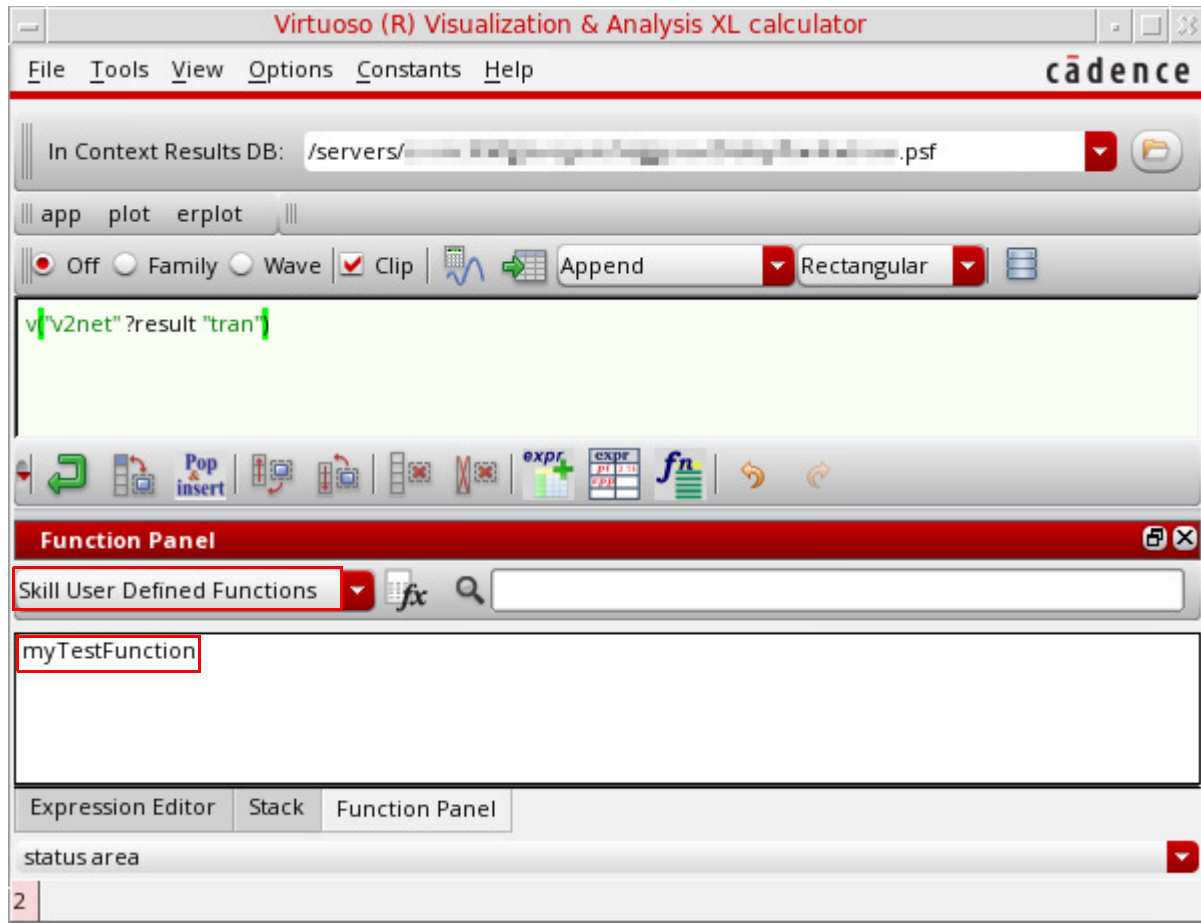 Virtuoso (R) Visualization & Analysis XL calculator
File Tools View Options Constants Help cādence
In Context Results DB: /servers/ .psf
app plot erplot
Off Family Wave Clip Append Rectangular
v("v2net" ?result "tran")
Pop & insert expr expr fn
Function Panel
Skill User Defined Functions fx
myTestFunction
Expression Editor Stack Function Panel
status area
2